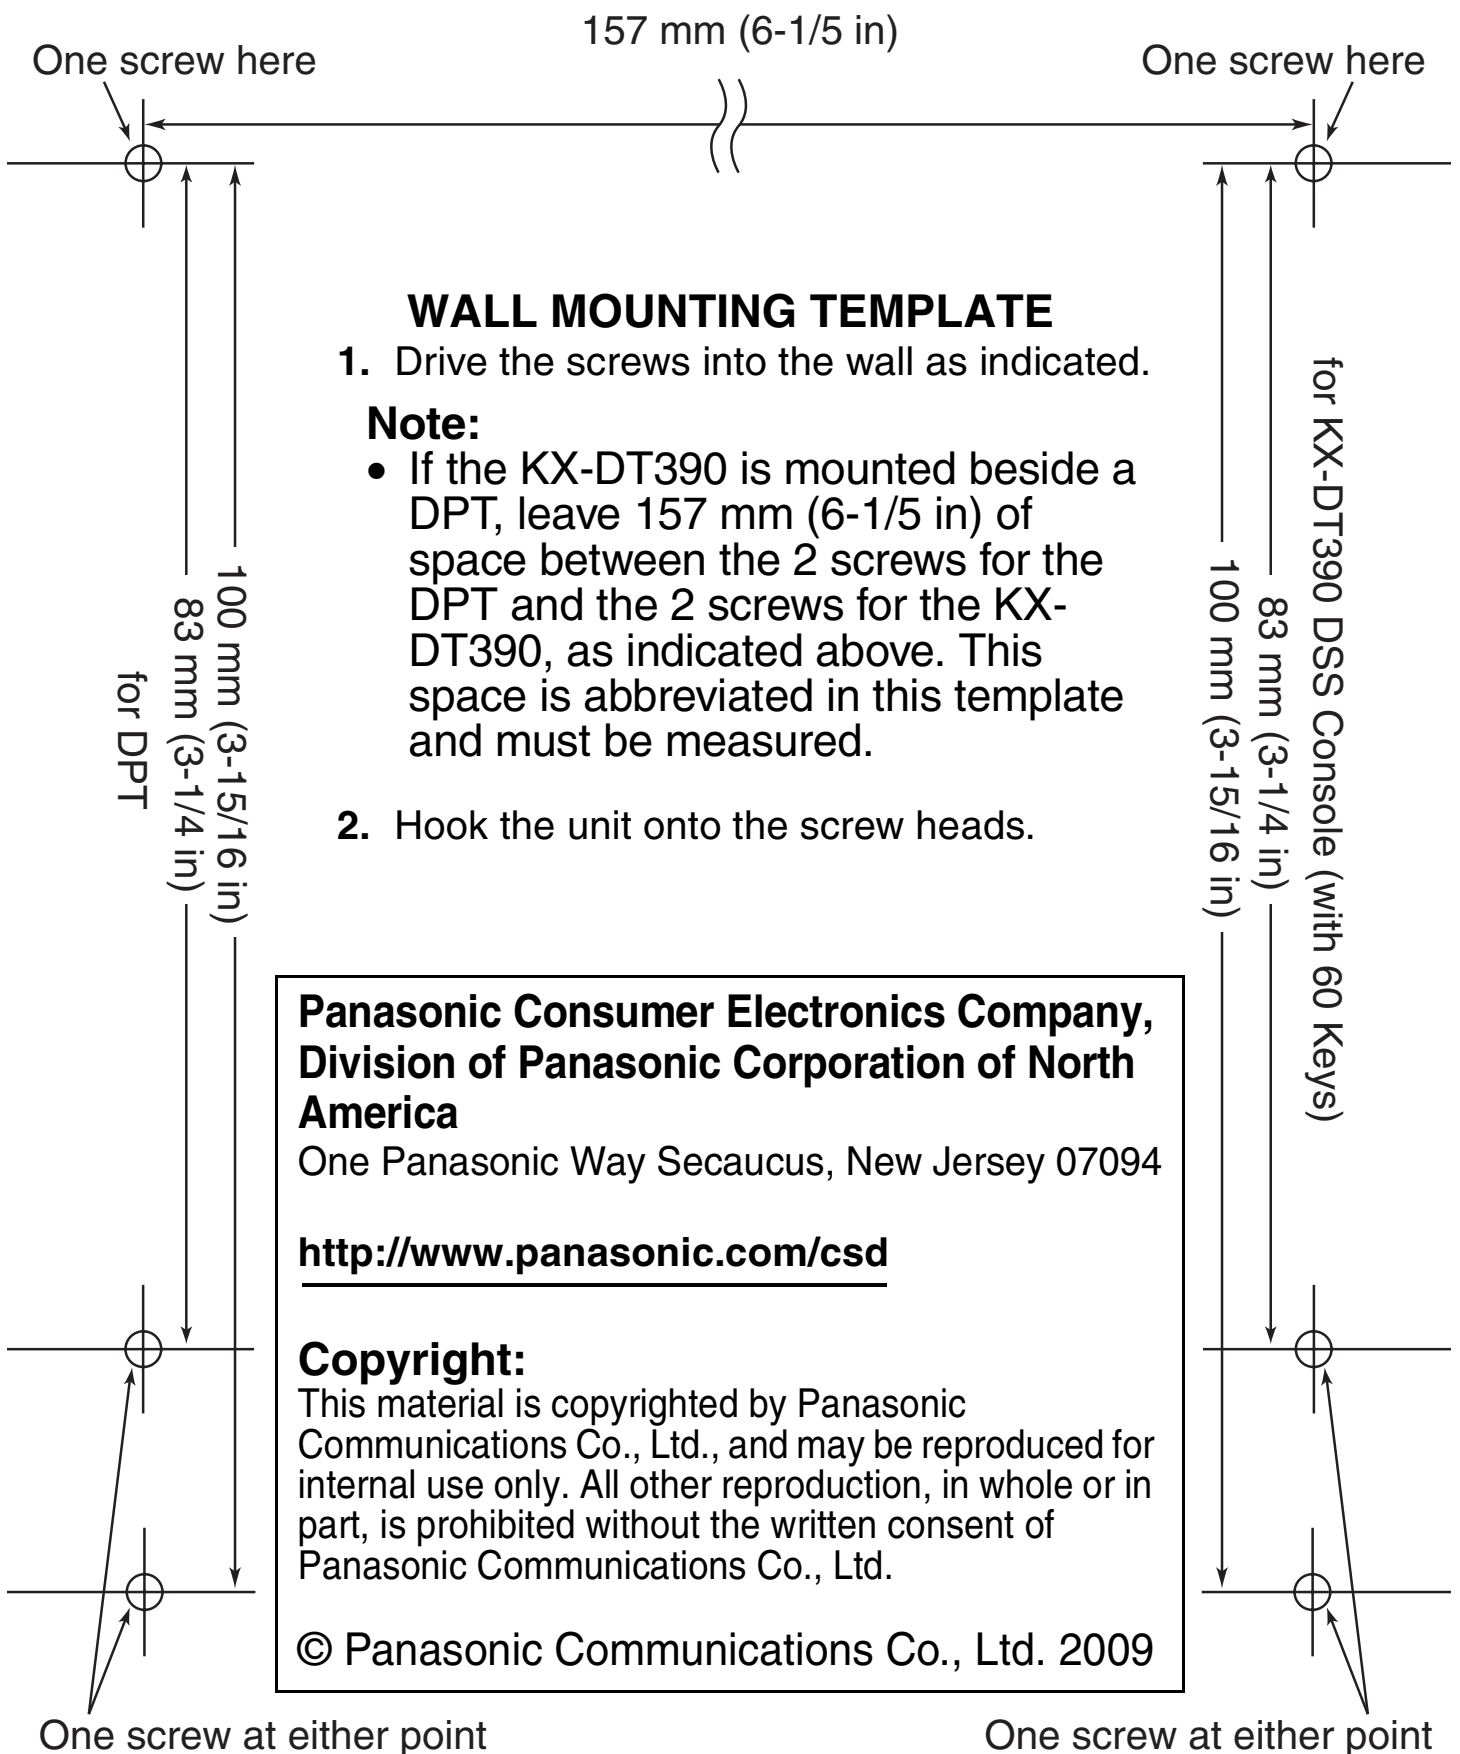 157 mm (6-1/5 in)
One screw here
One screw here
WALL MOUNTING TEMPLATE
1. Drive the screws into the wall as indicated.
Note:
• If the KX-DT390 is mounted beside a
DPT, leave 157 mm (6-1/5 in) of
space between the 2 screws for the
DPT and the 2 screws for the KX-
DT390, as indicated above. This
space is abbreviated in this template
and must be measured.
2. Hook the unit onto the screw heads.
100 mm (3-15/16 in)
83 mm (3-1/4 in)
for DPT
for KX-DT390 DSS Console (with 60 Keys)
83 mm (3-1/4 in)
100 mm (3-15/16 in)
Panasonic Consumer Electronics Company,
Division of Panasonic Corporation of North
America
One Panasonic Way Secaucus, New Jersey 07094
http://www.panasonic.com/csd
Copyright:
This material is copyrighted by Panasonic
Communications Co., Ltd., and may be reproduced for
internal use only. All other reproduction, in whole or in
part, is prohibited without the written consent of
Panasonic Communications Co., Ltd.
© Panasonic Communications Co., Ltd. 2009
One screw at either point
One screw at either point